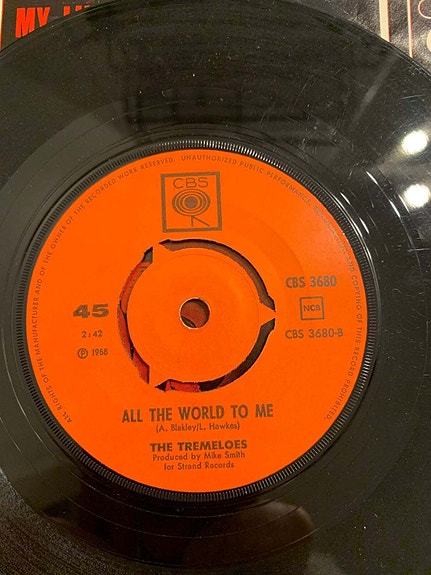 MY
ALL RIGHTS OF THE MANUFACTURER AND OF THE OWNER OF THE RECORDED WORK RESERVED. UNAUTHORIZED PUBLIC PERFORMANCE, COPYING OF THIS RECORD PROHIBITED.
CBS
45
2:42
℗ 1968
CBS 3680
NCB
CBS 3680-B
ALL THE WORLD TO ME
(A. Blakley/L. Hawkes)
THE TREMELOES
Produced by Mike Smith
for Strand Records